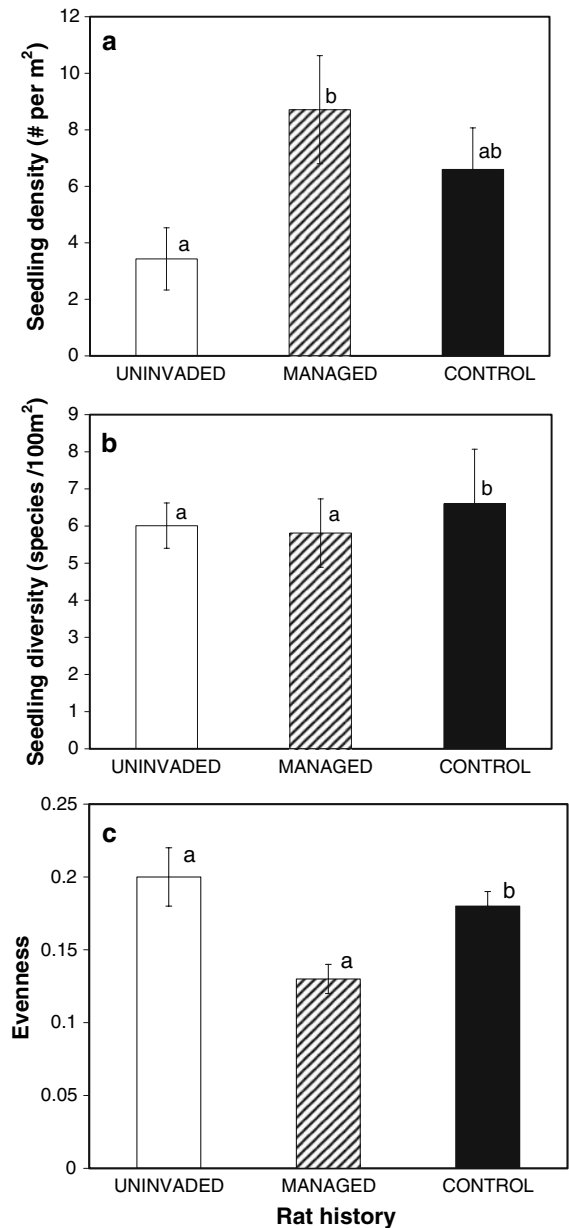 a
Seedling density (# per m²)
12
10
8
6
4
2
0
a
b
ab
UNINVADED MANAGED CONTROL
b
Seedling diversity (species /100m²)
9
8
7
6
5
4
3
2
1
0
a
a
b
UNINVADED MANAGED CONTROL
c
Evenness
0.25
0.2
0.15
0.1
0.05
0
a
a
b
UNINVADED MANAGED CONTROL
Rat history